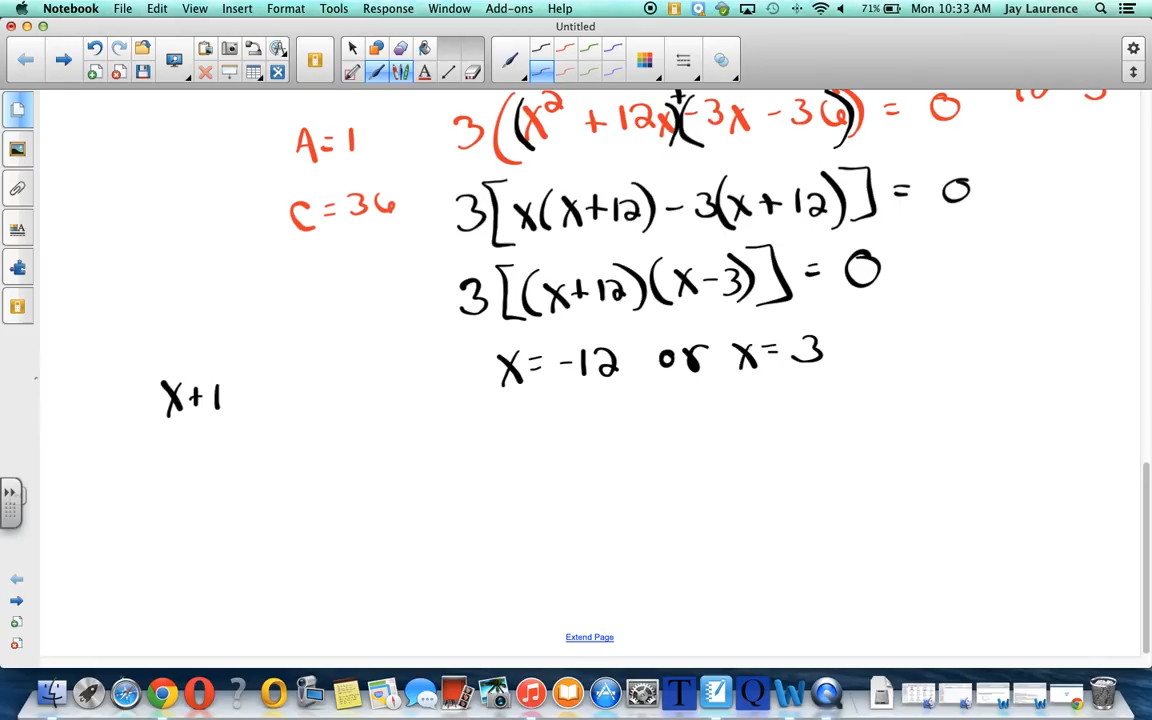 Notebook File Edit View Insert Format Tools Response Window Add-ons Help 71% Mon 10:33 AM Jay Laurence
Untitled
3((x² + 12x)+(-3x - 36)) = 0
A = 1
C = 36
3[x(x+12) - 3(x+12)] = 0
3[(x+12)(x-3)] = 0
x = -12 or x = 3
x+1
Extend Page